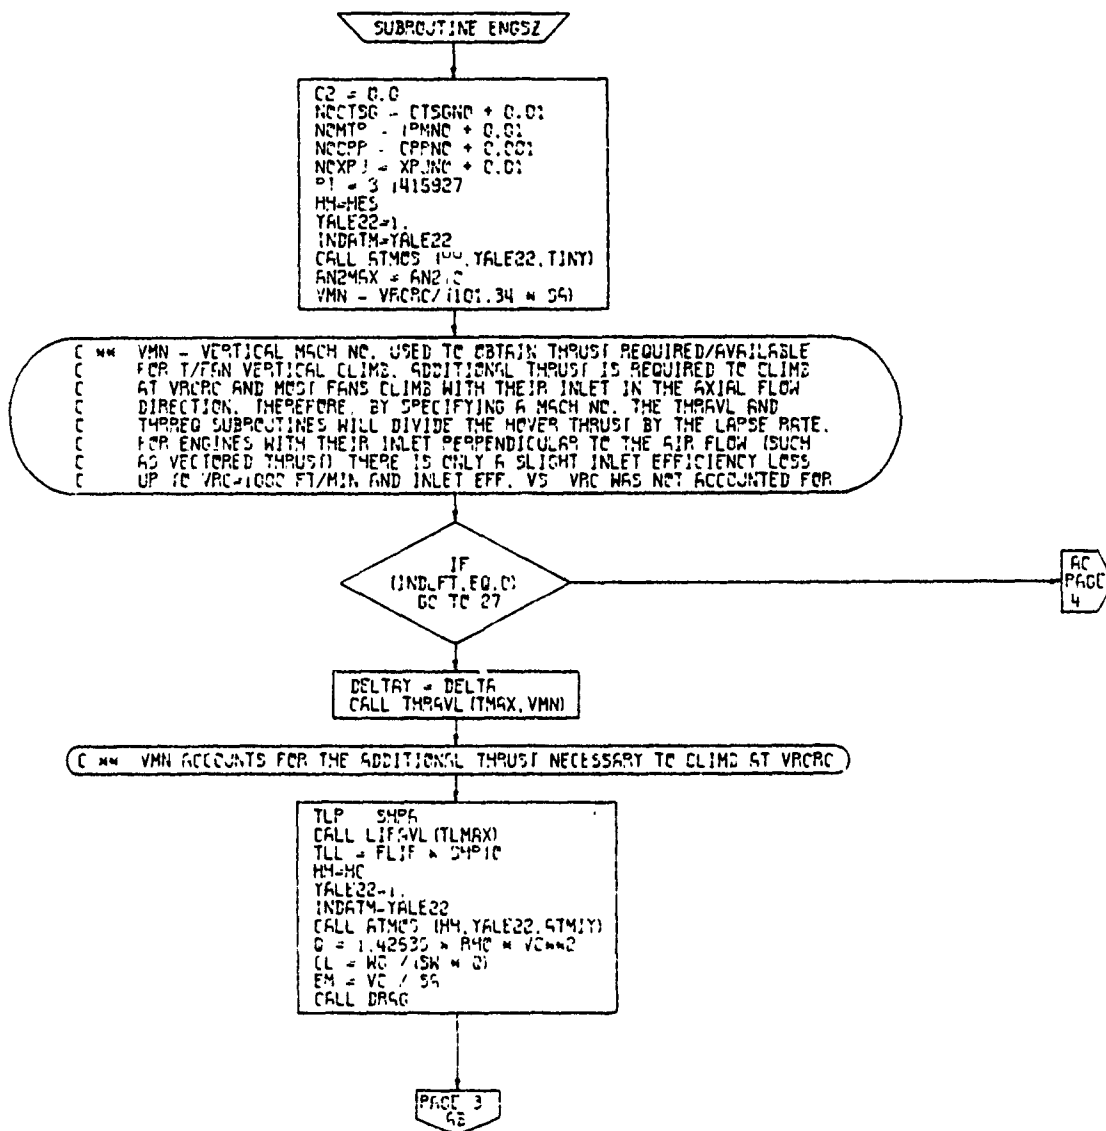 SUBROUTINE ENGSZ
C2 = 0.0
NOCTSG = CTSGNO + 0.01
NOMTP = TPMNO + 0.01
NOCPP = CPPNO + 0.001
NOXPJ = XPJNO + 0.01
PI = 3.1415927
HH=HES
YALE22=1.
INDATM=YALE22
CALL ATMOS (HH,YALE22,TINY)
AN2MAX =
VMN = VRCRC/(101.34 * SA)
C ** VMN - VERTICAL MACH NO. USED TO OBTAIN THRUST REQUIRED/AVAILABLE
C FOR T/FAN VERTICAL CLIMB. ADDITIONAL THRUST IS REQUIRED TO CLIMB
C AT VRCRC AND MOST FANS CLIMB WITH THEIR INLET IN THE AXIAL FLOW
C DIRECTION. THEREFORE, BY SPECIFYING A MACH NO. THE THRAVL AND
C THRREQ SUBROUTINES WILL DIVIDE THE HOVER THRUST BY THE LAPSE RATE.
C FOR ENGINES WITH THEIR INLET PERPENDICULAR TO THE AIR FLOW (SUCH
C AS VECTORED THRUST) THERE IS ONLY A SLIGHT INLET EFFICIENCY LOSS
C UP TO VRC=1000 FT/MIN AND INLET EFF. VS VRC WAS NOT ACCOUNTED FOR
IF
(INDLFT.EQ.0)
GO TO 27
AC
PAGE
4
DELTAY = DELTA
CALL THRAVL(TMAX,VMN)
C ** VMN ACCOUNTS FOR THE ADDITIONAL THRUST NECESSARY TO CLIMB AT VRCRC
TLP SHPA
CALL LIFAVL(TLMAX)
TLL = FLIF * SHPIC
HH=HC
YALE22=1.
INDATM=YALE22
CALL ATMOS (HH,YALE22,ATMIY)
Q = 1.42535 * RHO * VC**2
CL = WG /(SW * Q)
EM = VC / SA
CALL DRAG
PAGE 3
AB